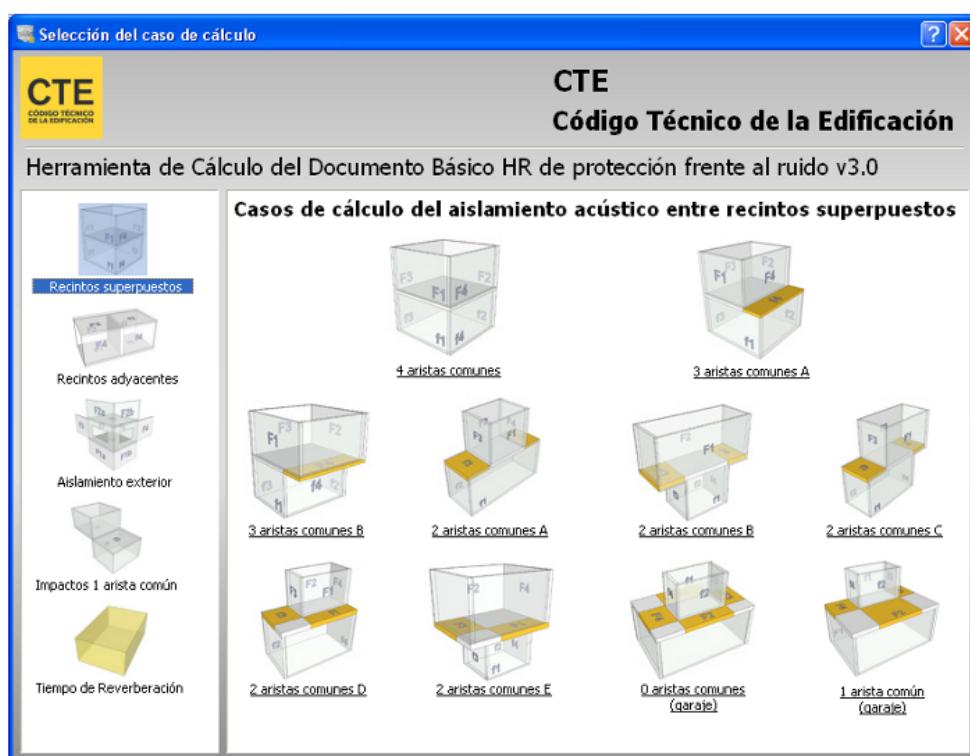 Selección del caso de cálculo
CTE
CÓDIGO TÉCNICO
DE LA EDIFICACIÓN
CTE
Código Técnico de la Edificación
Herramienta de Cálculo del Documento Básico HR de protección frente al ruido v3.0
Recintos superpuestos
Recintos adyacentes
Aislamiento exterior
Impactos 1 arista común
Tiempo de Reverberación
Casos de cálculo del aislamiento acústico entre recintos superpuestos
4 aristas comunes
3 aristas comunes A
3 aristas comunes B
2 aristas comunes A
2 aristas comunes B
2 aristas comunes C
2 aristas comunes D
2 aristas comunes E
0 aristas comunes
(garaje)
1 arista común
(garaje)